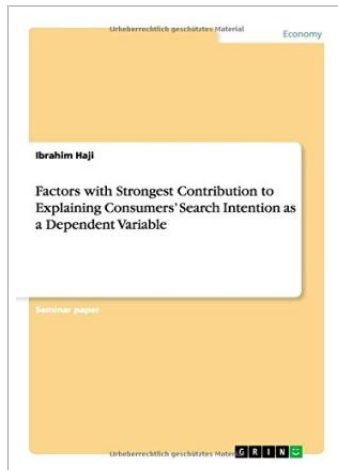 Urheberrechtlich geschütztes Material
Economy
Ibrahim Haji
Factors with Strongest Contribution to
Explaining Consumers' Search Intention as
a Dependent Variable
Seminar paper
Urheberrechtlich geschütztes Mater
GRIN